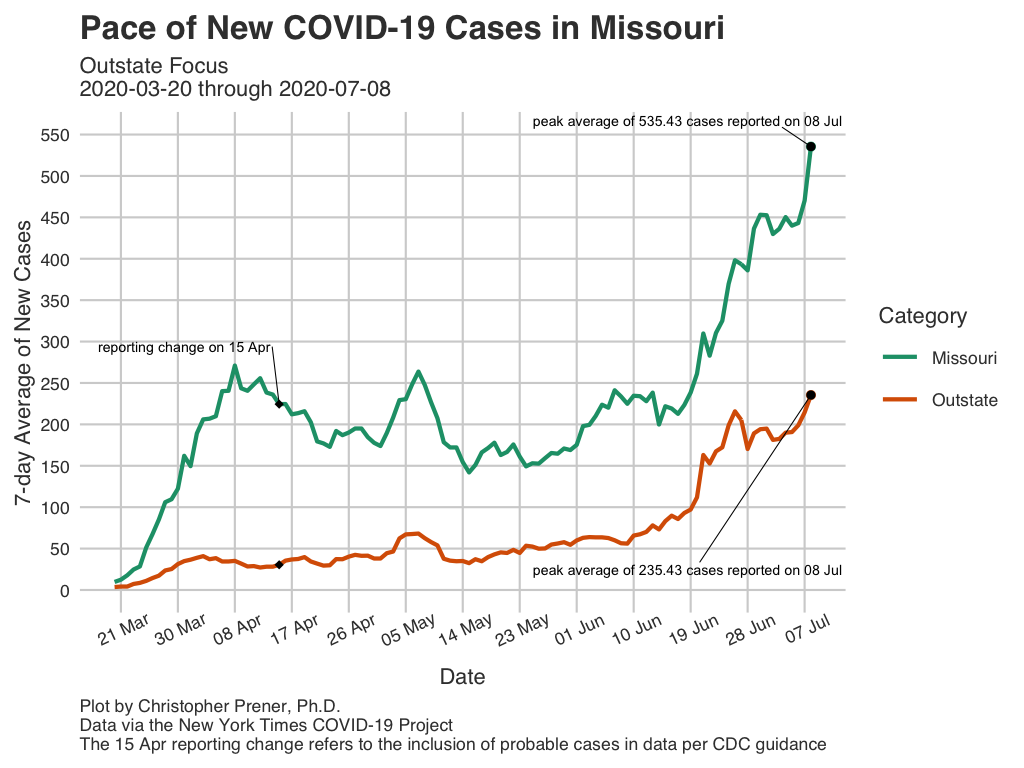 Pace of New COVID-19 Cases in Missouri
Outstate Focus
2020-03-20 through 2020-07-08
7-day Average of New Cases
550
500
450
400
350
300
250
200
150
100
50
0
peak average of 535.43 cases reported on 08 Jul
reporting change on 15 Apr
peak average of 235.43 cases reported on 08 Jul
21 Mar
30 Mar
08 Apr
17 Apr
26 Apr
05 May
14 May
23 May
01 Jun
10 Jun
19 Jun
28 Jun
07 Jul
Date
Category
Missouri
Outstate
Plot by Christopher Prener, Ph.D.
Data via the New York Times COVID-19 Project
The 15 Apr reporting change refers to the inclusion of probable cases in data per CDC guidance